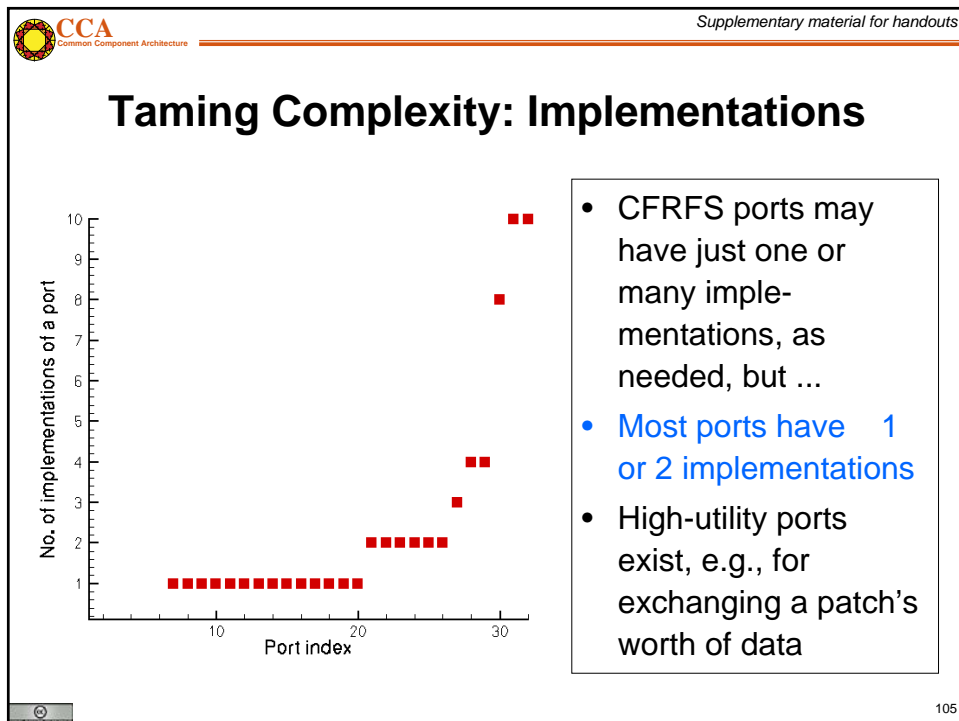 Supplementary material for handouts
CCA
Common Component Architecture
Taming Complexity: Implementations
10
9
8
7
6
5
4
3
2
1
No. of implementations of a port
10
20
30
Port index
• CFRFS ports may
have just one or
many imple-
mentations, as
needed, but ...
• Most ports have 1
or 2 implementations
• High-utility ports
exist, e.g., for
exchanging a patch's
worth of data
cc
105